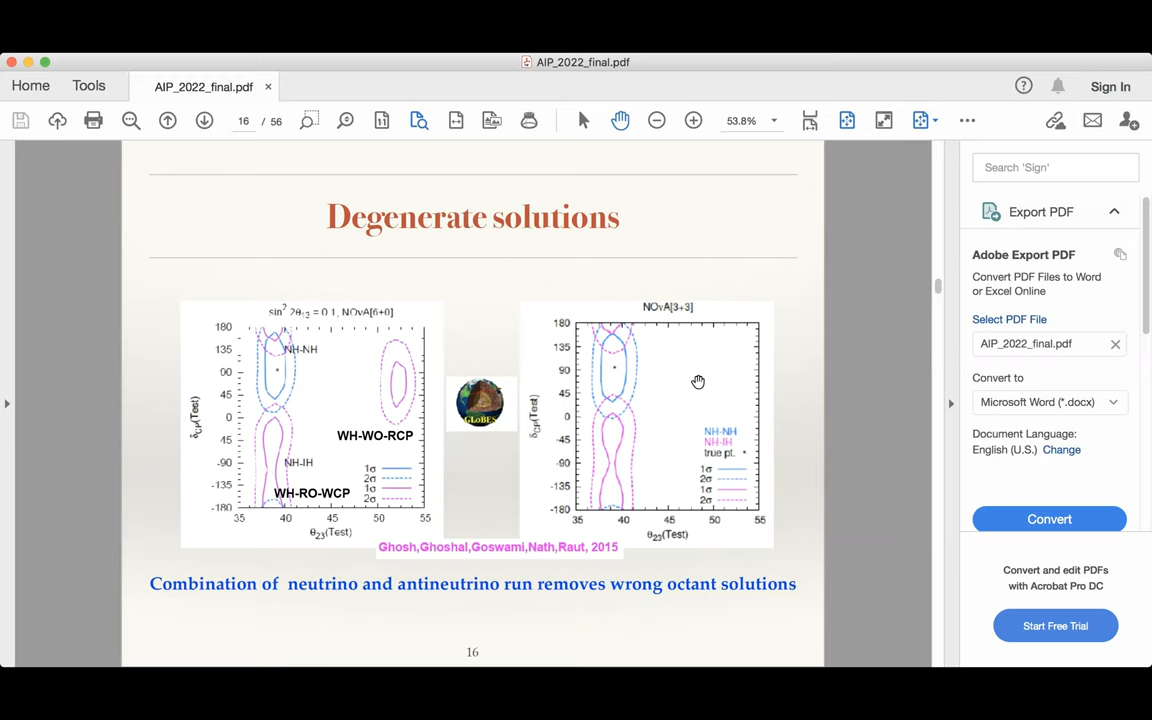 AIP_2022_final.pdf
Home
Tools
AIP_2022_final.pdf ×
Sign In
16 / 56
53.8%
Search 'Sign'
Export PDF
Adobe Export PDF
Convert PDF Files to Word
or Excel Online
Select PDF File
AIP_2022_final.pdf
Convert to
Microsoft Word (*.docx)
Document Language:
English (U.S.) Change
Convert
Convert and edit PDFs
with Acrobat Pro DC
Start Free Trial
Degenerate solutions
sin² 2θ₁₃ = 0.1, NOvA[6+0]
180
135
90
45
0
-45
-90
-135
-180
δCP(Test)
NH-NH
WH-WO-RCP
NH-IH
WH-RO-WCP
1σ
2σ
1σ
2σ
35 40 45 50 55
θ₂₃(Test)
GLoBES
NOvA[3+3]
180
135
90
45
0
-45
-90
-135
-180
δCP(Test)
NH-NH
NH-IH
true pt.
1σ
2σ
1σ
2σ
35 40 45 50 55
θ₂₃(Test)
Ghosh,Ghoshal,Goswami,Nath,Raut, 2015
Combination of neutrino and antineutrino run removes wrong octant solutions
16